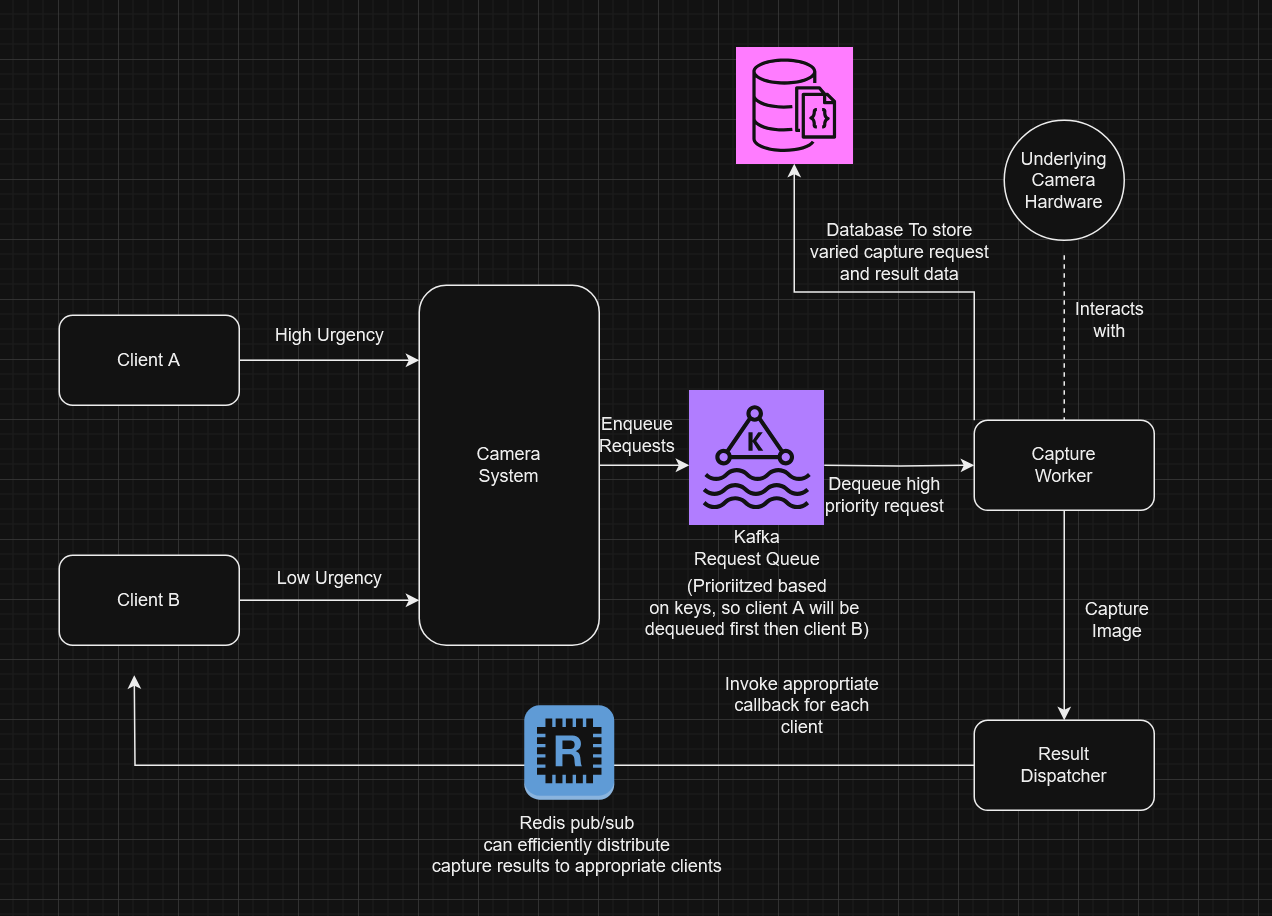 Underlying
Camera
Hardware
Database To store
varied capture request
and result data
Interacts
with
Client A
High Urgency
Camera
System
Enqueue
Requests
K
Dequeue high
priority request
Capture
Worker
Kafka
Request Queue
(Prioriitzed based
on keys, so client A will be
dequeued first then client B)
Client B
Low Urgency
Capture
Image
Invoke approprtiate
callback for each
client
R
Result
Dispatcher
Redis pub/sub
can efficiently distribute
capture results to appropriate clients